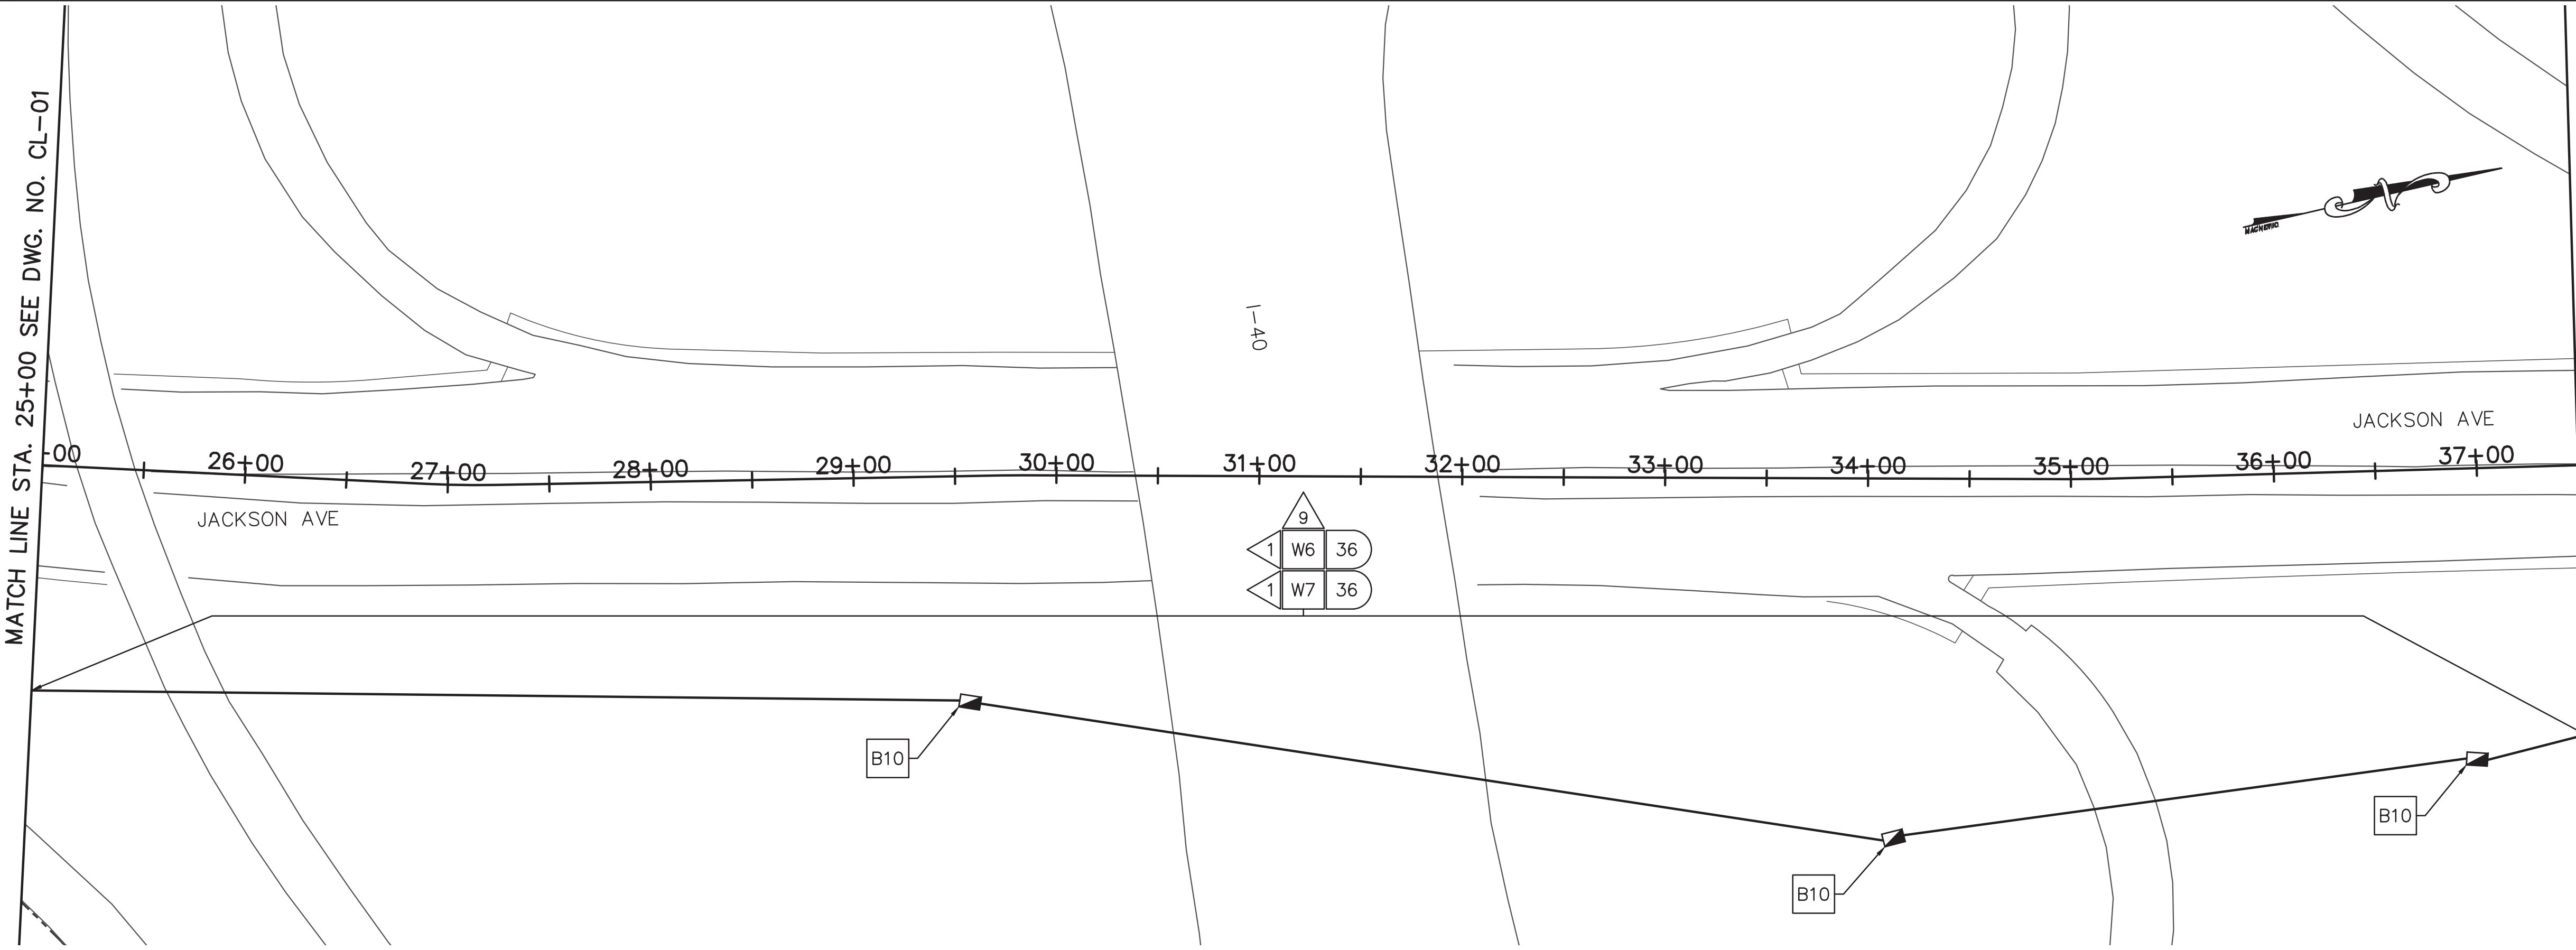 MATCH LINE STA. 25+00 SEE DWG. NO. CL-01
I-40
MAGNETIC
N
JACKSON AVE
-00 26+00 27+00 28+00 29+00 30+00 31+00 32+00 33+00 34+00 35+00 36+00 37+00
JACKSON AVE
9
1 W6 36
1 W7 36
B10
B10
B10